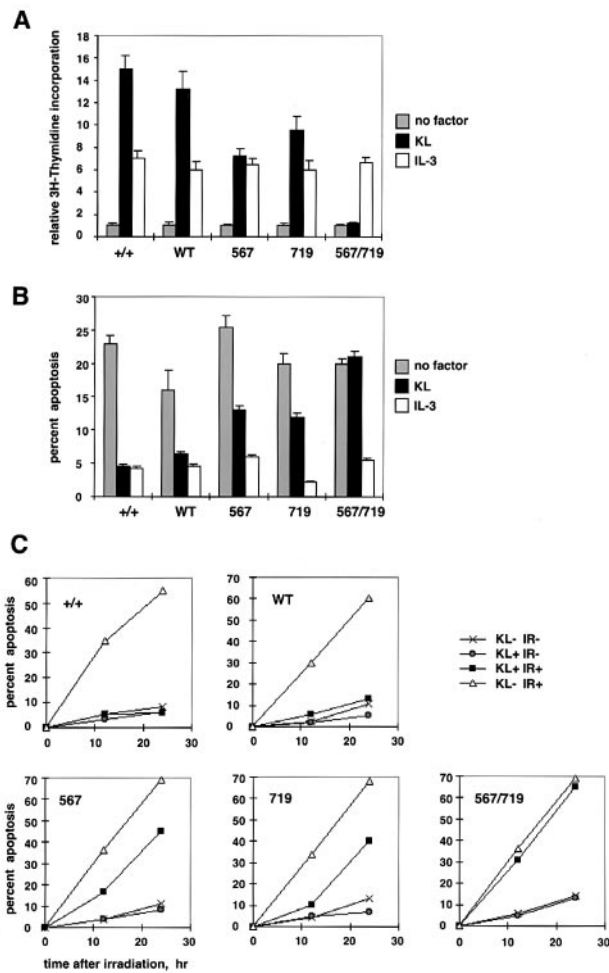 A
relative 3H-Thymidine incorporation
18
16
14
12
10
8
6
4
2
0
+/+ WT 567 719 567/719
no factor
KL
IL-3
B
percent apoptosis
30
25
20
15
10
5
0
+/+ WT 567 719 567/719
no factor
KL
IL-3
C
percent apoptosis
60
50
40
30
20
10
0
+/+
0 10 20 30
70
60
50
40
30
20
10
0
WT
0 10 20 30
KL- IR-
KL+ IR-
KL+ IR+
KL- IR+
percent apoptosis
70
60
50
40
30
20
10
0
567
0 10 20 30
time after irradiation, hr
70
60
50
40
30
20
10
0
719
0 10 20 30
70
60
50
40
30
20
10
0
567/719
0 10 20 30